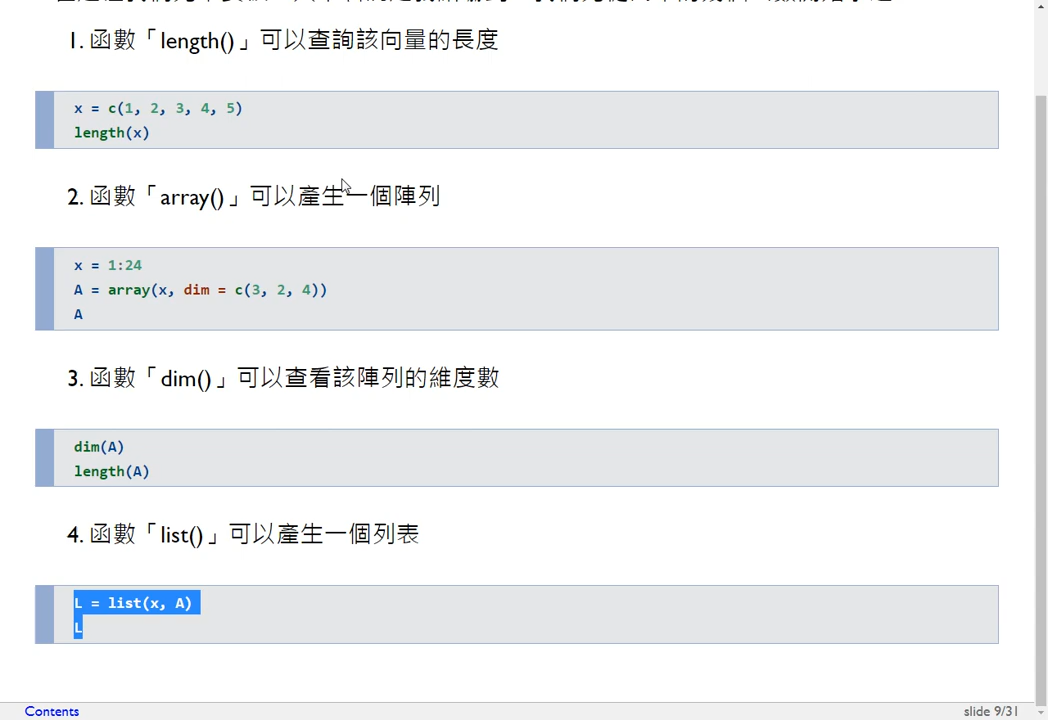 1. 函數「length()」可以查詢該向量的長度
x = c(1, 2, 3, 4, 5)
length(x)
2. 函數「array()」可以產生一個陣列
x = 1:24
A = array(x, dim = c(3, 2, 4))
A
3. 函數「dim()」可以查看該陣列的維度數
dim(A)
length(A)
4. 函數「list()」可以產生一個列表
L = list(x, A)
L
Contents
slide 9/31